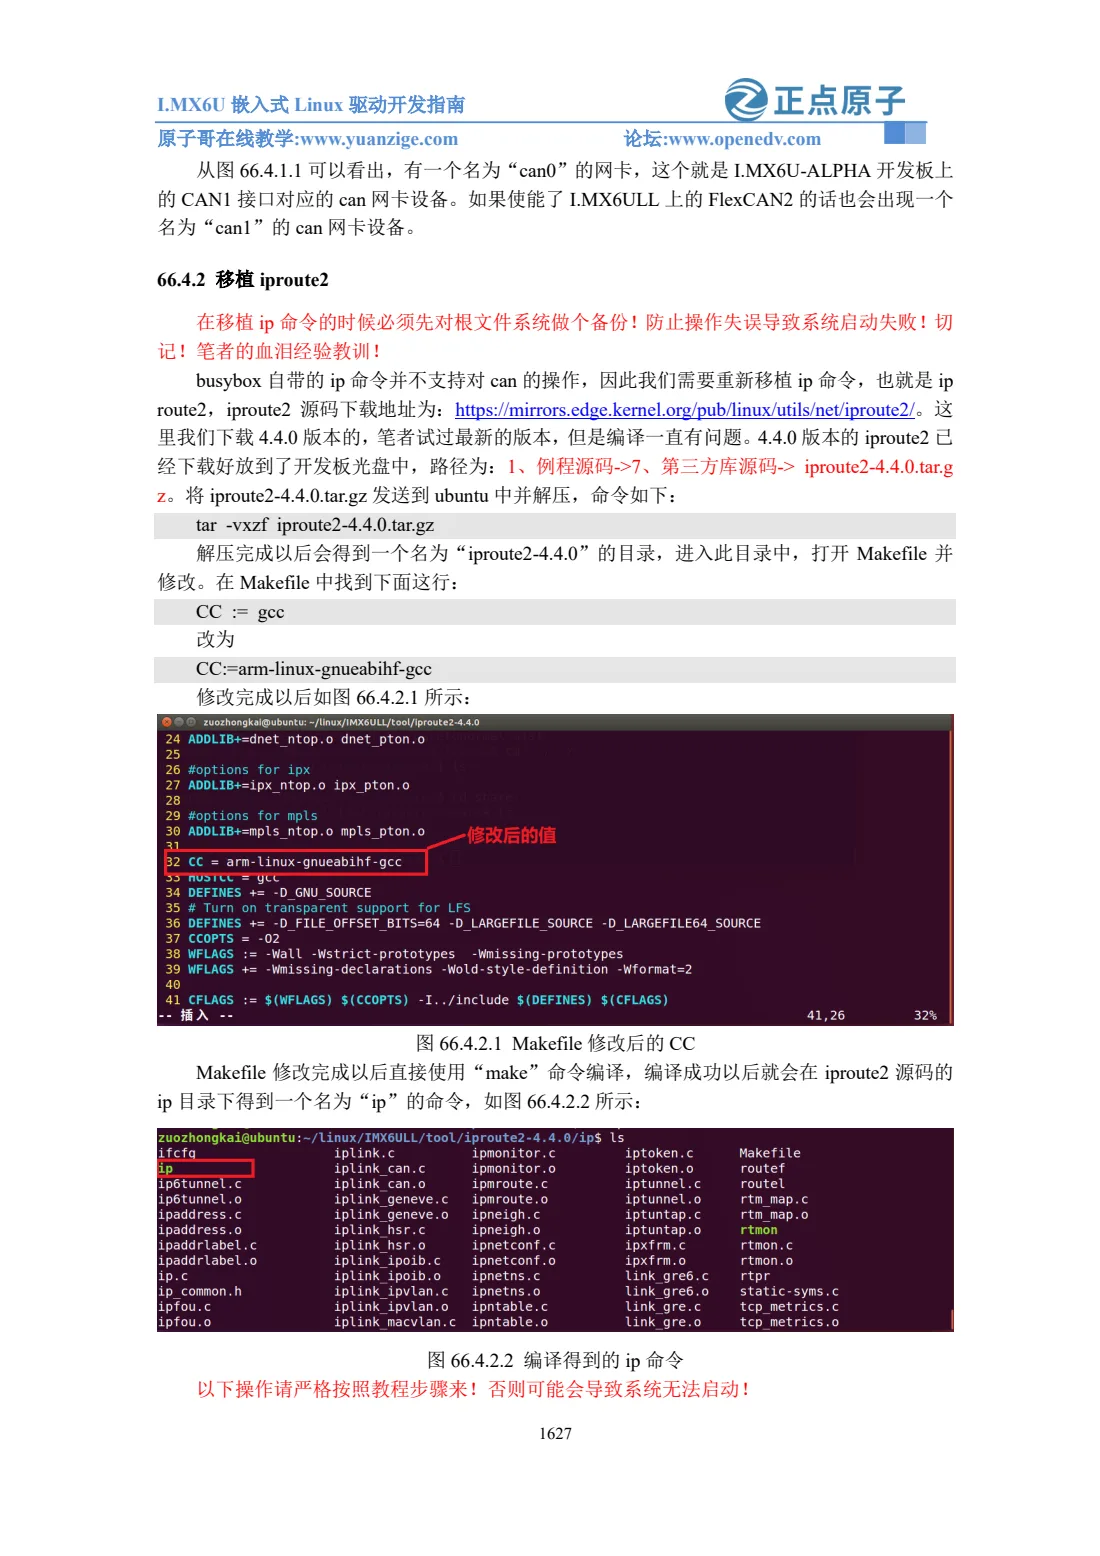 I.MX6U 嵌入式 Linux 驱动开发指南
正点原子
原子哥在线教学:www.yuanzige.com 论坛:www.openedv.com
从图 66.4.1.1 可以看出，有一个名为“can0”的网卡，这个就是 I.MX6U-ALPHA 开发板上
的 CAN1 接口对应的 can 网卡设备。如果使能了 I.MX6ULL 上的 FlexCAN2 的话也会出现一个
名为“can1”的 can 网卡设备。
66.4.2 移植 iproute2
在移植 ip 命令的时候必须先对根文件系统做个备份！防止操作失误导致系统启动失败！切
记！笔者的血泪经验教训！
busybox 自带的 ip 命令并不支持对 can 的操作，因此我们需要重新移植 ip 命令，也就是 ip
route2，iproute2 源码下载地址为：https://mirrors.edge.kernel.org/pub/linux/utils/net/iproute2/。这
里我们下载 4.4.0 版本的，笔者试过最新的版本，但是编译一直有问题。4.4.0 版本的 iproute2 已
经下载好放到了开发板光盘中，路径为：1、例程源码->7、第三方库源码-> iproute2-4.4.0.tar.g
z。将 iproute2-4.4.0.tar.gz 发送到 ubuntu 中并解压，命令如下：
tar -vxzf iproute2-4.4.0.tar.gz
解压完成以后会得到一个名为“iproute2-4.4.0”的目录，进入此目录中，打开 Makefile 并
修改。在 Makefile 中找到下面这行：
CC := gcc
改为
CC:=arm-linux-gnueabihf-gcc
修改完成以后如图 66.4.2.1 所示：
zuozhongkai@ubuntu: ~/linux/IMX6ULL/tool/iproute2-4.4.0
24 ADDLIB+=dnet_ntop.o dnet_pton.o
25
26 #options for ipx
27 ADDLIB+=ipx_ntop.o ipx_pton.o
28
29 #options for mpls
30 ADDLIB+=mpls_ntop.o mpls_pton.o
修改后的值
31
32 CC = arm-linux-gnueabihf-gcc
33 HOSTCC = gcc
34 DEFINES += -D_GNU_SOURCE
35 # Turn on transparent support for LFS
36 DEFINES += -D_FILE_OFFSET_BITS=64 -D_LARGEFILE_SOURCE -D_LARGEFILE64_SOURCE
37 CCOPTS = -O2
38 WFLAGS := -Wall -Wstrict-prototypes -Wmissing-prototypes
39 WFLAGS += -Wmissing-declarations -Wold-style-definition -Wformat=2
40
41 CFLAGS := $(WFLAGS) $(CCOPTS) -I../include $(DEFINES) $(CFLAGS)
-- 插入 -- 41,26 32%
图 66.4.2.1 Makefile 修改后的 CC
Makefile 修改完成以后直接使用“make”命令编译，编译成功以后就会在 iproute2 源码的
ip 目录下得到一个名为“ip”的命令，如图 66.4.2.2 所示：
zuozhongkai@ubuntu:~/linux/IMX6ULL/tool/iproute2-4.4.0/ip$ ls
ifcfg iplink.c ipmonitor.c iptoken.c Makefile
ip iplink_can.c ipmonitor.o iptoken.o routef
ip6tunnel.c iplink_can.o ipmroute.c iptunnel.c routel
ip6tunnel.o iplink_geneve.c ipmroute.o iptunnel.o rtm_map.c
ipaddress.c iplink_geneve.o ipneigh.c iptuntap.c rtm_map.o
ipaddress.o iplink_hsr.c ipneigh.o iptuntap.o rtmon
ipaddrlabel.c iplink_hsr.o ipnetconf.c ipxfrm.c rtmon.c
ipaddrlabel.o iplink_ipoib.c ipnetconf.o ipxfrm.o rtmon.o
ip.c iplink_ipoib.o ipnetns.c link_gre6.c rtpr
ip_common.h iplink_ipvlan.c ipnetns.o link_gre6.o static-syms.c
ipfou.c iplink_ipvlan.o ipntable.c link_gre.c tcp_metrics.c
ipfou.o iplink_macvlan.c ipntable.o link_gre.o tcp_metrics.o
图 66.4.2.2 编译得到的 ip 命令
以下操作请严格按照教程步骤来！否则可能会导致系统无法启动！
1627